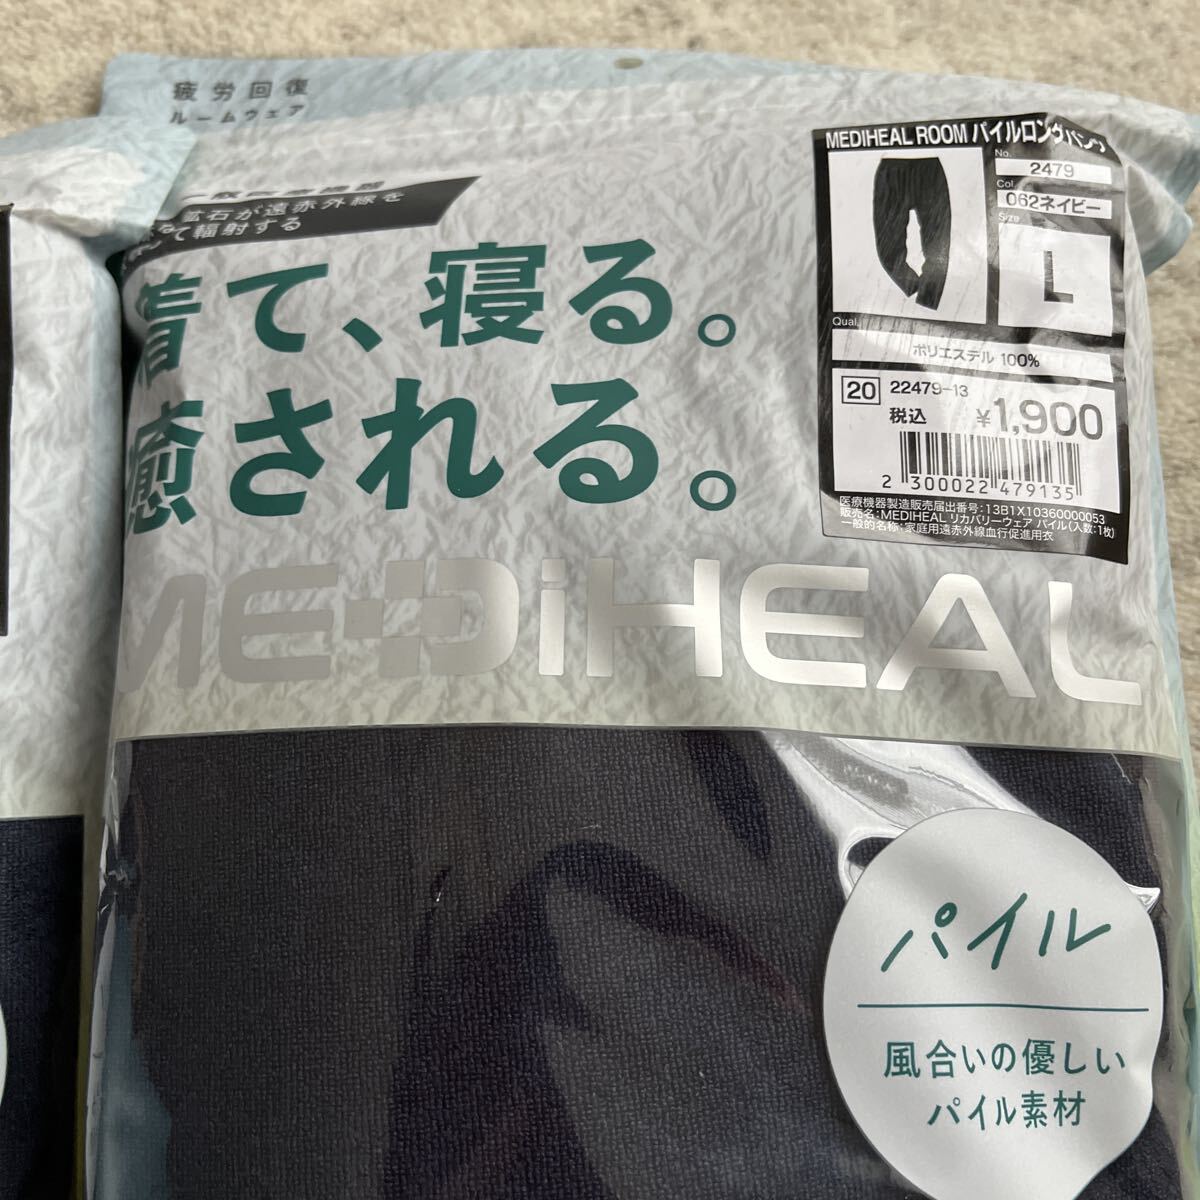 疲労回復
ルームウェア
鉱石が遠赤外線を
て輻射する
着て、寝る。
癒される。
MEDiHEAL
MEDIHEAL ROOM パイルロングパンツ
No.
2479
Col.
062ネイビー
Size
L
Qual.
ポリエステル 100%
20 22479-13
税込 ¥1,900
2 300022 479135
医療機器製造販売届出番号:13B1X10360000053
販売名:MEDIHEAL リカバリーウェア パイル(入数:1枚)
一般的名称:家庭用遠赤外線血行促進用衣
パイル
風合いの優しい
パイル素材